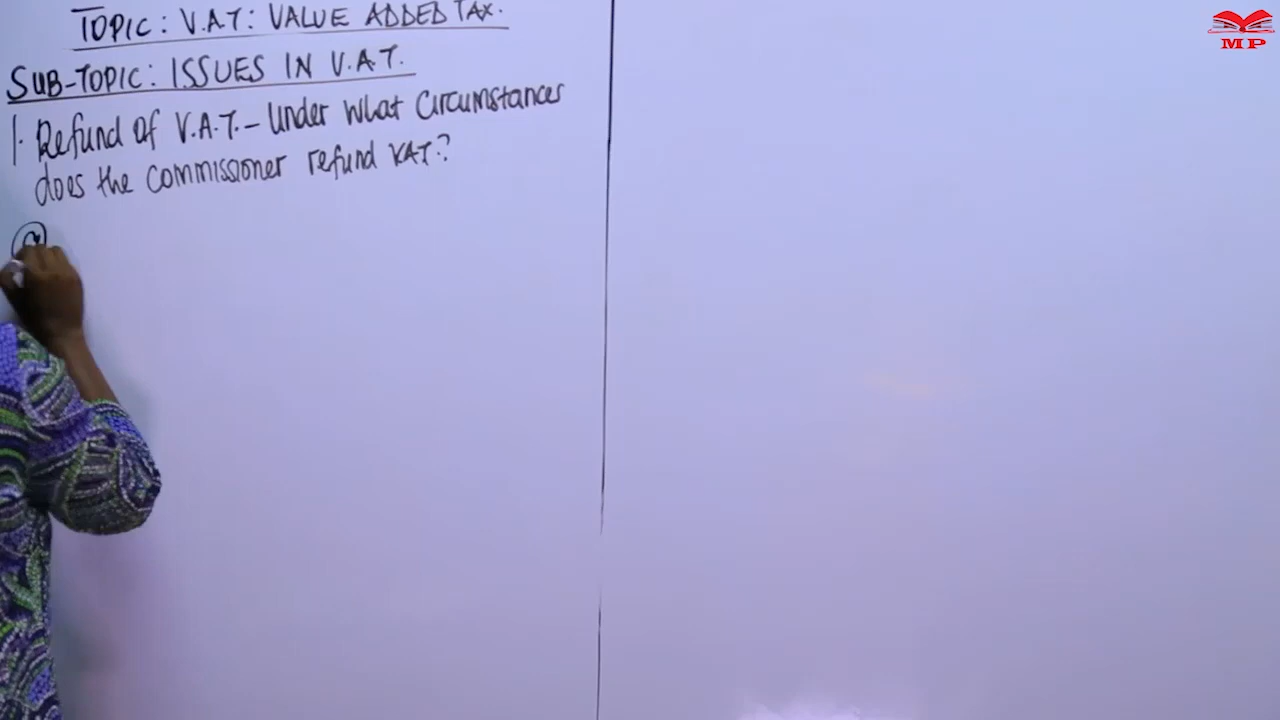 TOPIC: V.A.T: VALUE ADDED TAX.
SUB-TOPIC: ISSUES IN V.A.T.
1. Refund of V.A.T. - Under what circumstances
does the commissioner refund VAT?
MP